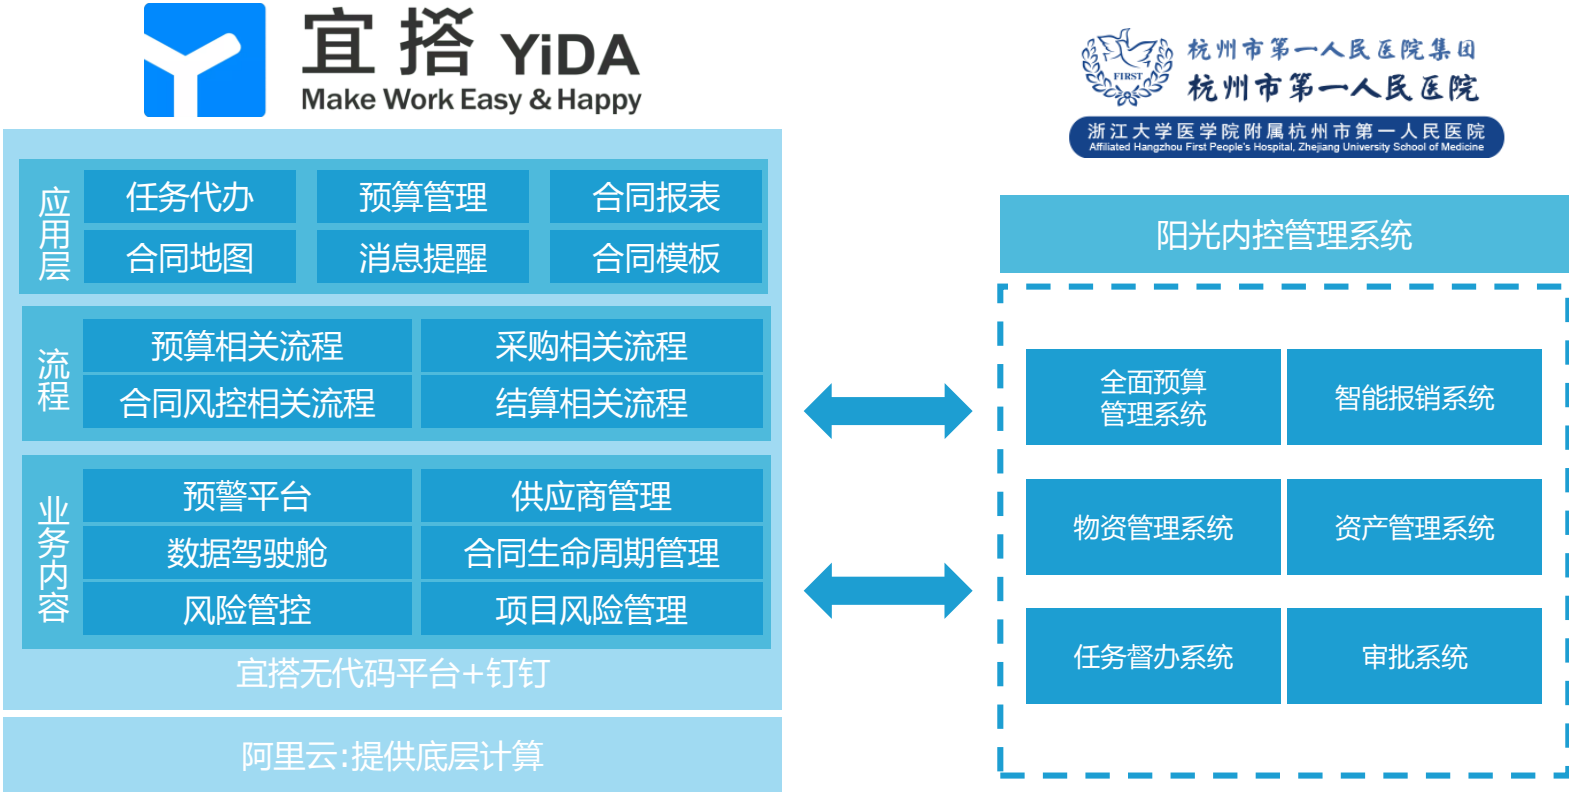 宜搭 YiDA
Make Work Easy & Happy
应用层
任务代办
预算管理
合同报表
合同地图
消息提醒
合同模板
流程
预算相关流程
采购相关流程
合同风控相关流程
结算相关流程
业务内容
预警平台
供应商管理
数据驾驶舱
合同生命周期管理
风险管控
项目风险管理
宜搭无代码平台+钉钉
阿里云:提供底层计算
FIRST
杭州市第一人民医院集团
杭州市第一人民医院
浙江大学医学院附属杭州市第一人民医院
Affiliated Hangzhou First People's Hospital, Zhejiang University School of Medicine
阳光内控管理系统
全面预算
管理系统
智能报销系统
物资管理系统
资产管理系统
任务督办系统
审批系统